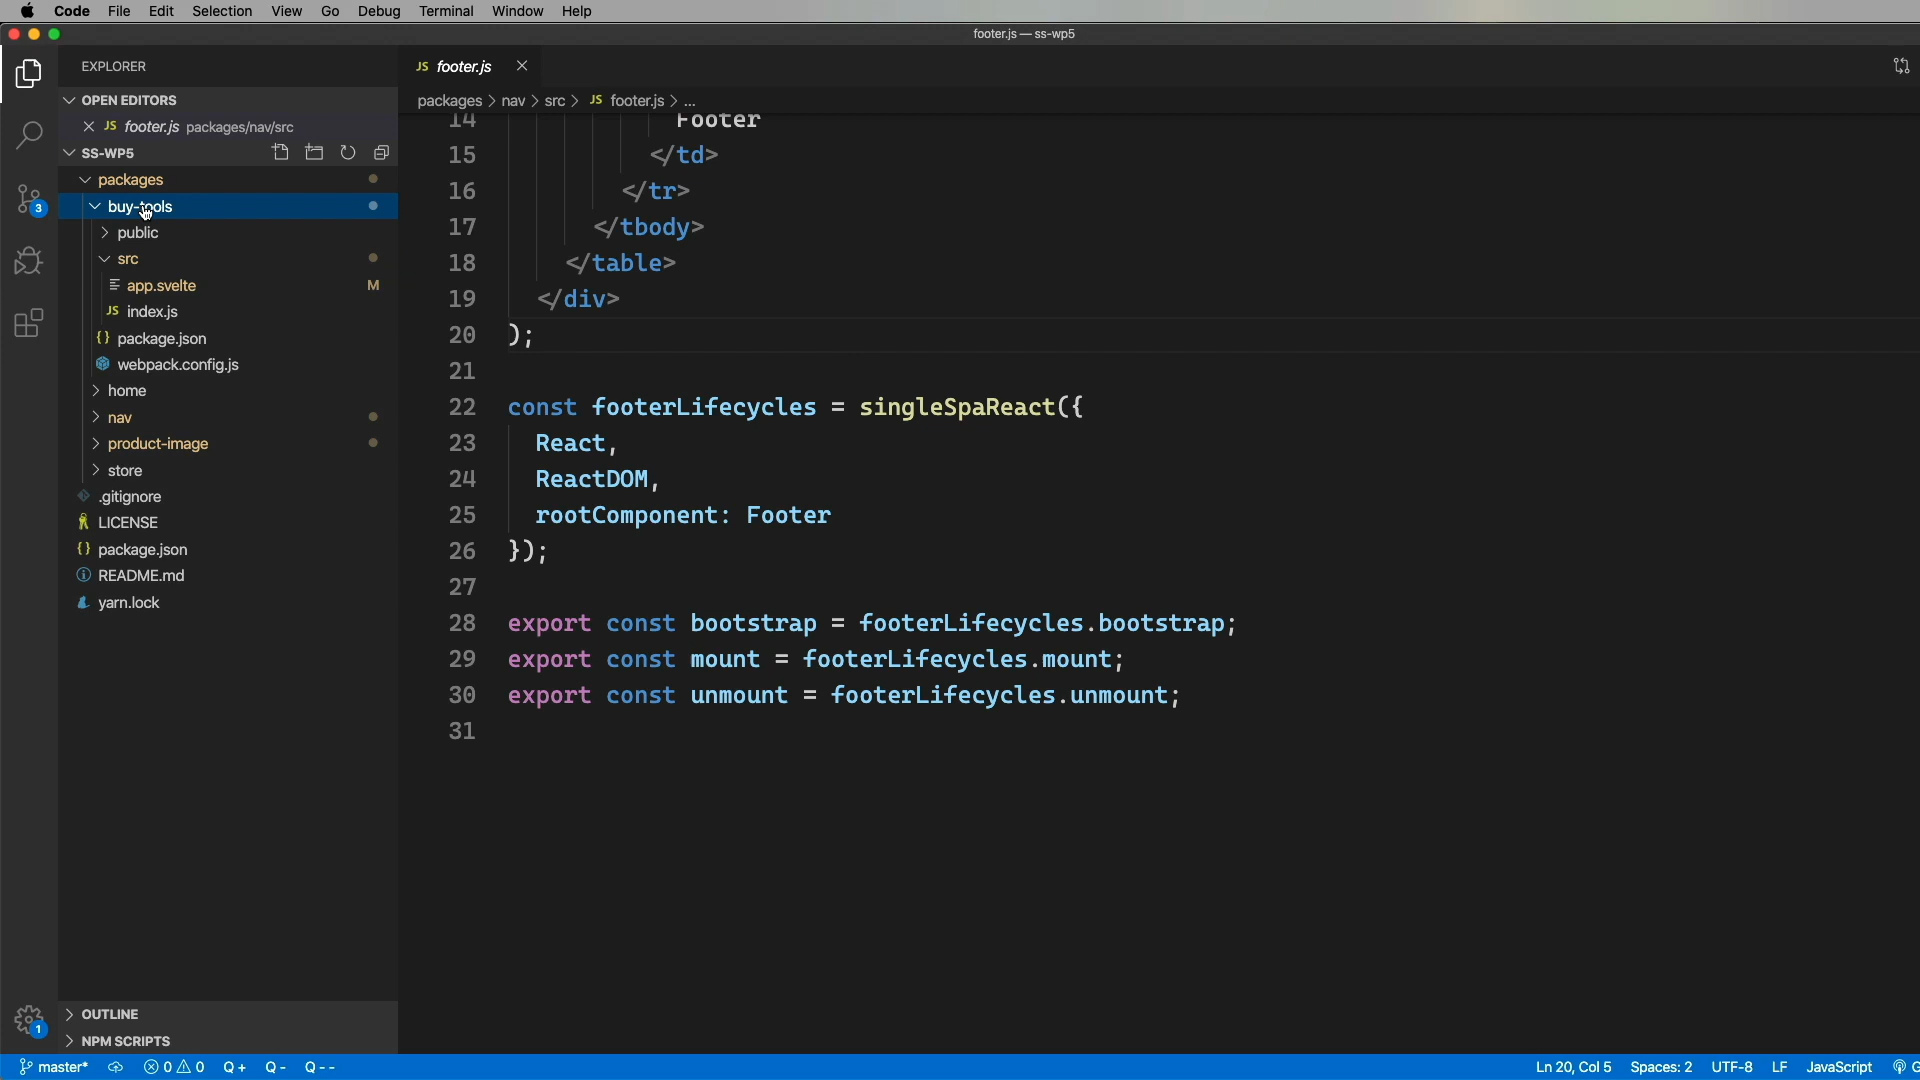 Code File Edit Selection View Go Debug Terminal Window Help
footer.js — ss-wp5
EXPLORER
OPEN EDITORS
JS footer.js packages/nav/src
SS-WP5
packages
buy-tools
public
src
app.svelte M
JS index.js
{} package.json
webpack.config.js
home
nav
product-image
store
.gitignore
LICENSE
{} package.json
README.md
yarn.lock
OUTLINE
NPM SCRIPTS
3
1
JS footer.js
packages > nav > src > JS footer.js > ...
14 Footer
15 </td>
16 </tr>
17 </tbody>
18 </table>
19 </div>
20 );
21
22 const footerLifecycles = singleSpaReact({
23 React,
24 ReactDOM,
25 rootComponent: Footer
26 });
27
28 export const bootstrap = footerLifecycles.bootstrap;
29 export const mount = footerLifecycles.mount;
30 export const unmount = footerLifecycles.unmount;
31
master* 0 0 Q+ Q- Q-- Ln 20, Col 5 Spaces: 2 UTF-8 LF JavaScript